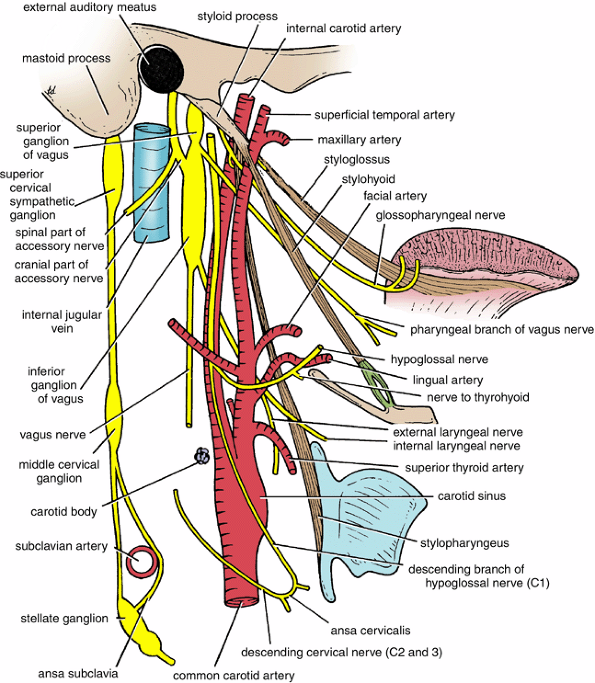 external auditory meatus
styloid process
internal carotid artery
mastoid process
superficial temporal artery
maxillary artery
superior
ganglion
of vagus
styloglossus
stylohyoid
facial artery
superior
cervical
sympathetic
ganglion
glossopharyngeal nerve
spinal part of
accessory nerve
cranial part of
accessory nerve
internal jugular
vein
pharyngeal branch of vagus nerve
hypoglossal nerve
inferior
ganglion
of vagus
lingual artery
nerve to thyrohyoid
vagus nerve
external laryngeal nerve
internal laryngeal nerve
middle cervical
ganglion
superior thyroid artery
carotid sinus
carotid body
stylopharyngeus
subclavian artery
descending branch of
hypoglossal nerve (C1)
stellate ganglion
ansa cervicalis
descending cervical nerve (C2 and 3)
ansa subclavia
common carotid artery